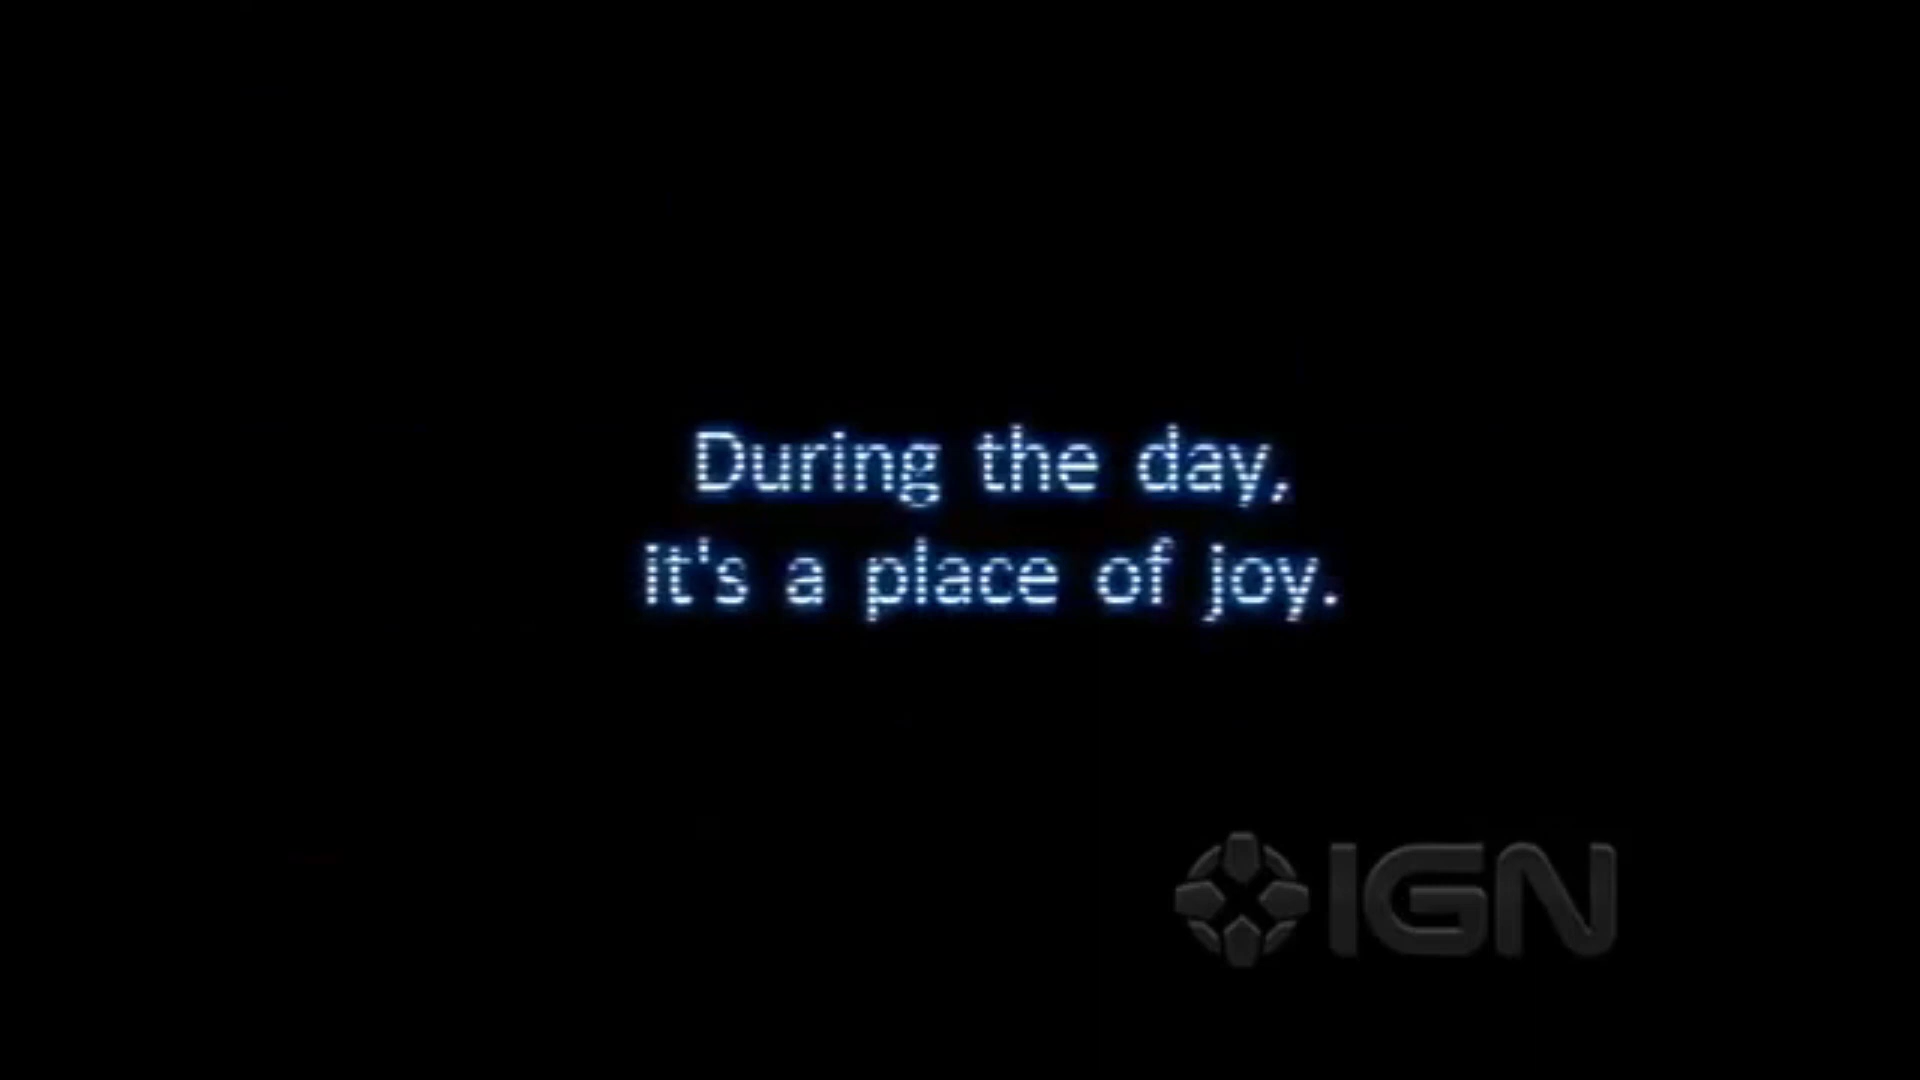 During the day,
it's a place of joy.
IGN